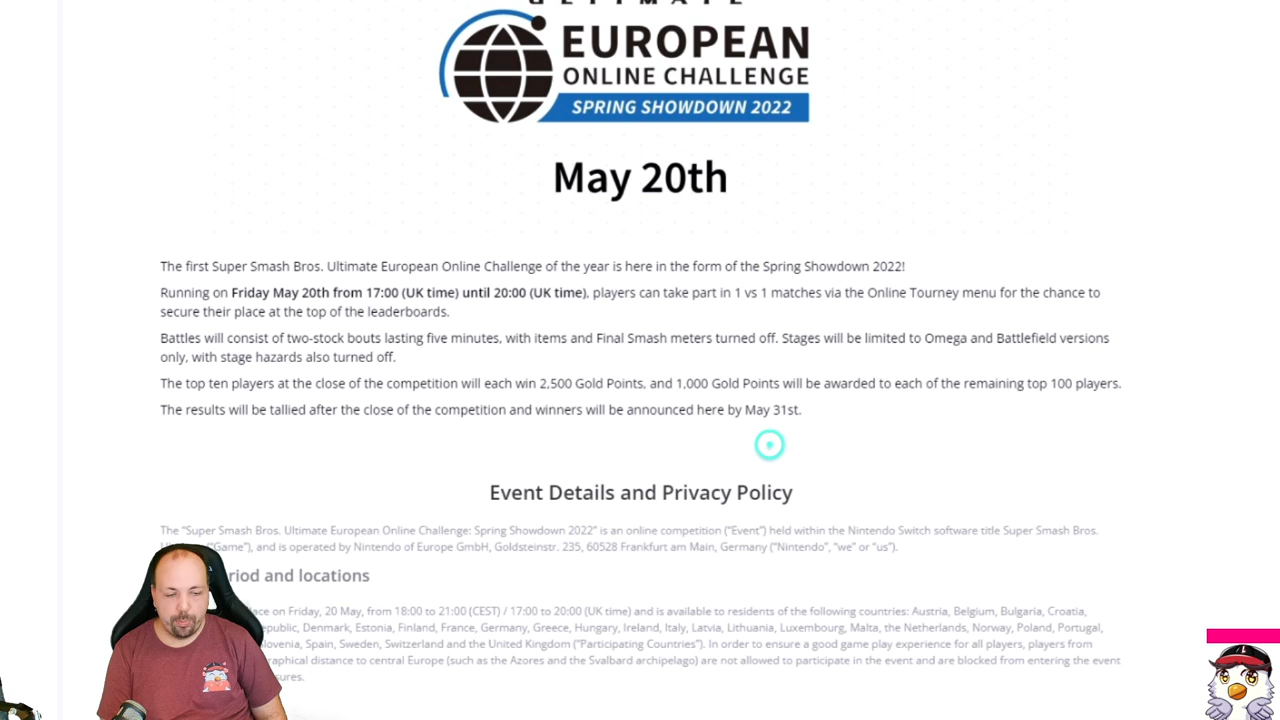 ULTIMATE
EUROPEAN
ONLINE CHALLENGE
SPRING SHOWDOWN 2022
May 20th
The first Super Smash Bros. Ultimate European Online Challenge of the year is here in the form of the Spring Showdown 2022!
Running on Friday May 20th from 17:00 (UK time) until 20:00 (UK time), players can take part in 1 vs 1 matches via the Online Tourney menu for the chance to
secure their place at the top of the leaderboards.
Battles will consist of two-stock bouts lasting five minutes, with items and Final Smash meters turned off. Stages will be limited to Omega and Battlefield versions
only, with stage hazards also turned off.
The top ten players at the close of the competition will each win 2,500 Gold Points, and 1,000 Gold Points will be awarded to each of the remaining top 100 players.
The results will be tallied after the close of the competition and winners will be announced here by May 31st.
Event Details and Privacy Policy
The “Super Smash Bros. Ultimate European Online Challenge: Spring Showdown 2022” is an online competition (“Event”) held within the Nintendo Switch software title Super Smash Bros.
(“Game”), and is operated by Nintendo of Europe GmbH, Goldsteinstr. 235, 60528 Frankfurt am Main, Germany (“Nintendo”, “we” or “us”).
riod and locations
ace on Friday, 20 May, from 18:00 to 21:00 (CEST) / 17:00 to 20:00 (UK time) and is available to residents of the following countries: Austria, Belgium, Bulgaria, Croatia,
epublic, Denmark, Estonia, Finland, France, Germany, Greece, Hungary, Ireland, Italy, Latvia, Lithuania, Luxembourg, Malta, the Netherlands, Norway, Poland, Portugal,
lovenia, Spain, Sweden, Switzerland and the United Kingdom (“Participating Countries”). In order to ensure a good game play experience for all players, players from
raphical distance to central Europe (such as the Azores and the Svalbard archipelago) are not allowed to participate in the event and are blocked from entering the event
sures.